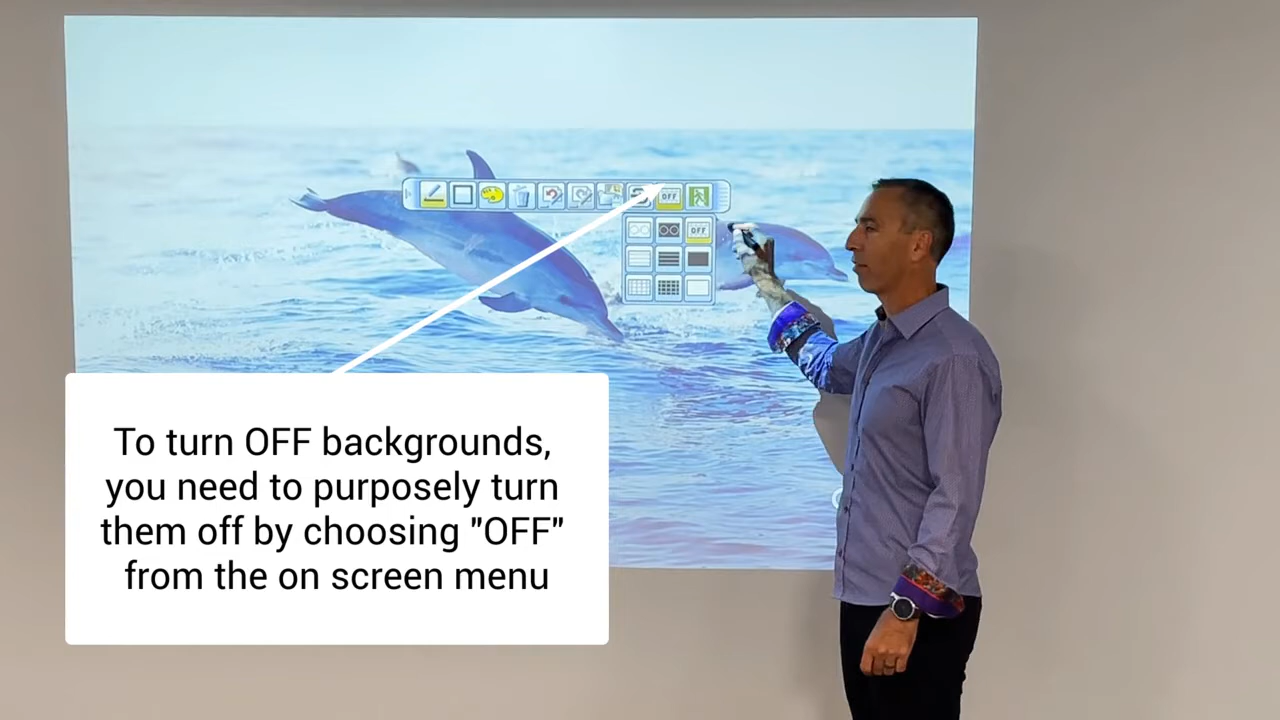 OFF
OFF
To turn OFF backgrounds,
you need to purposely turn
them off by choosing "OFF"
from the on screen menu